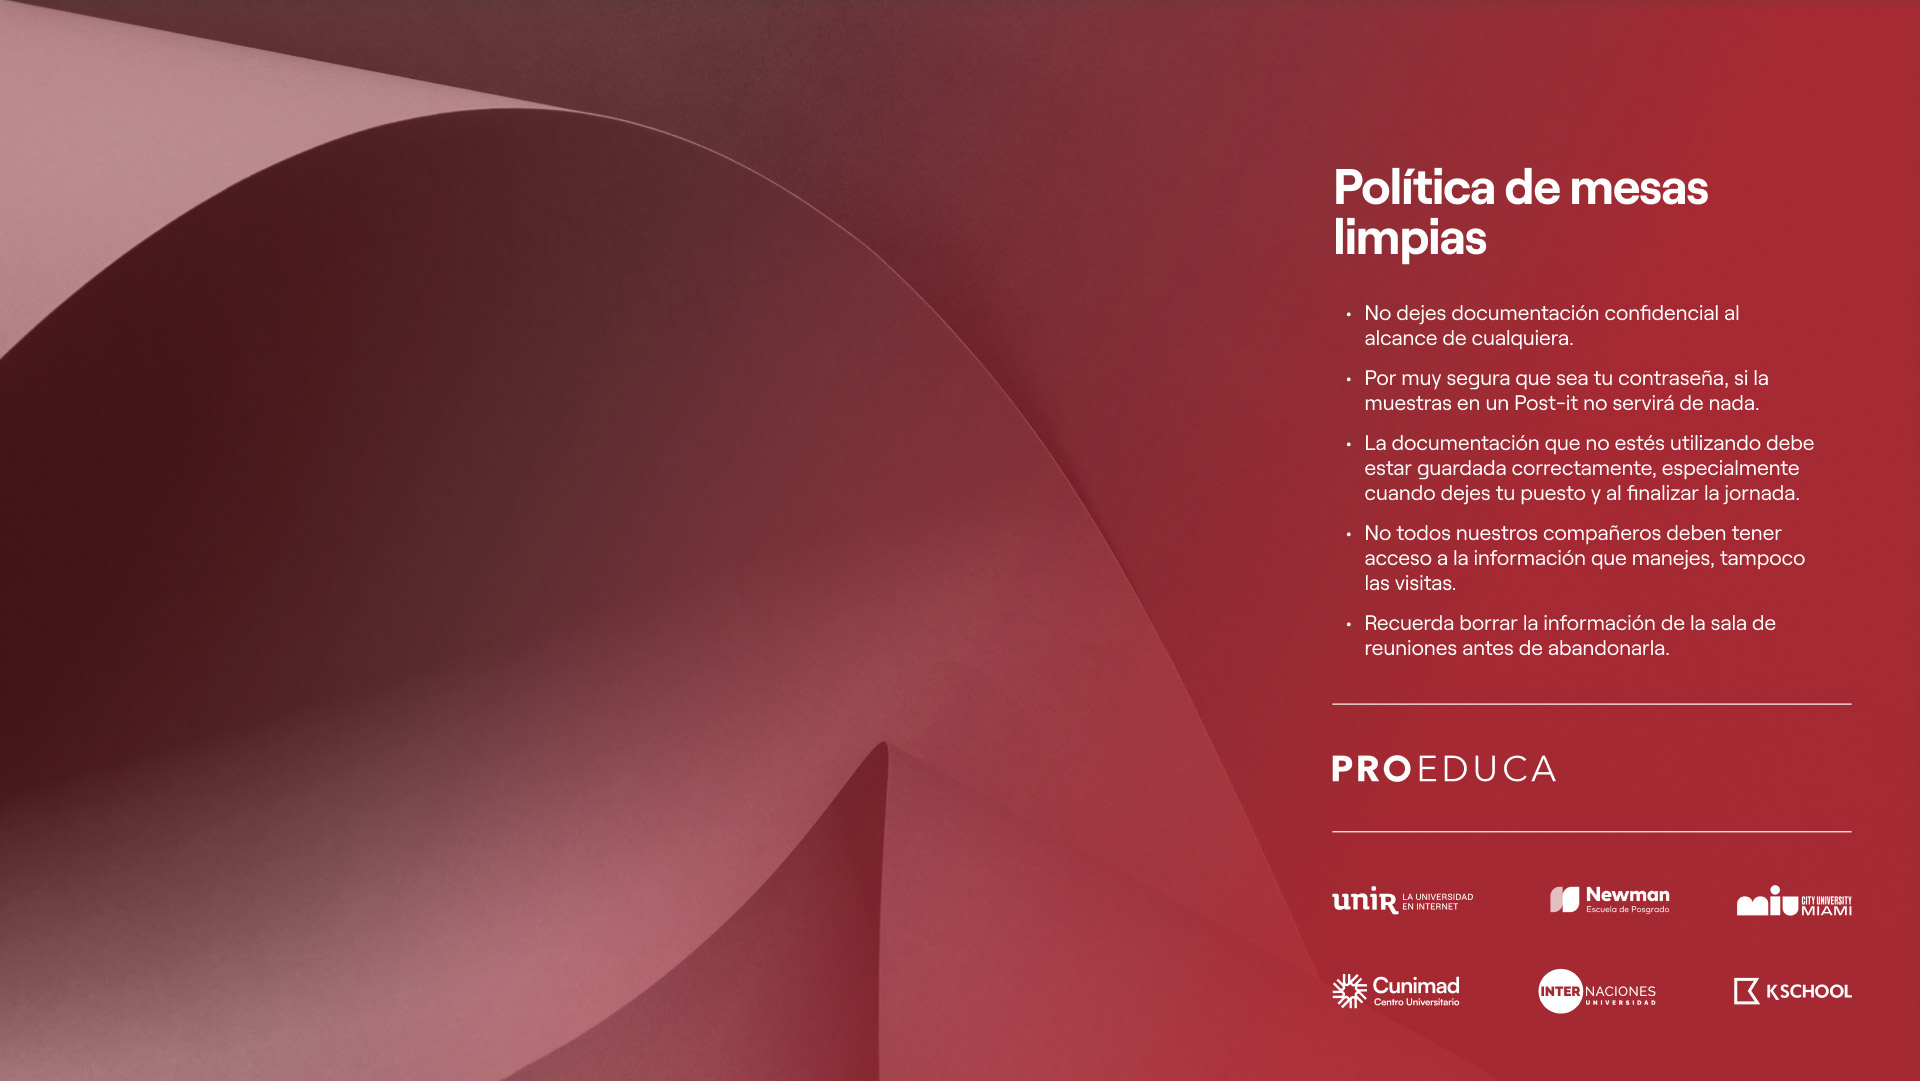 Política de mesas
limpias
• No dejes documentación confidencial al
alcance de cualquiera.
• Por muy segura que sea tu contraseña, si la
muestras en un Post-it no servirá de nada.
• La documentación que no estés utilizando debe
estar guardada correctamente, especialmente
cuando dejes tu puesto y al finalizar la jornada.
• No todos nuestros compañeros deben tener
acceso a la información que manejes, tampoco
las visitas.
• Recuerda borrar la información de la sala de
reuniones antes de abandonarla.
PROEDUCA
unir LA UNIVERSIDAD
EN INTERNET
Newman
Escuela de Posgrado
miu CITY UNIVERSITY
MIAMI
Cunimad
Centro Universitario
INTERNACIONES
UNIVERSIDAD
KSCHOOL